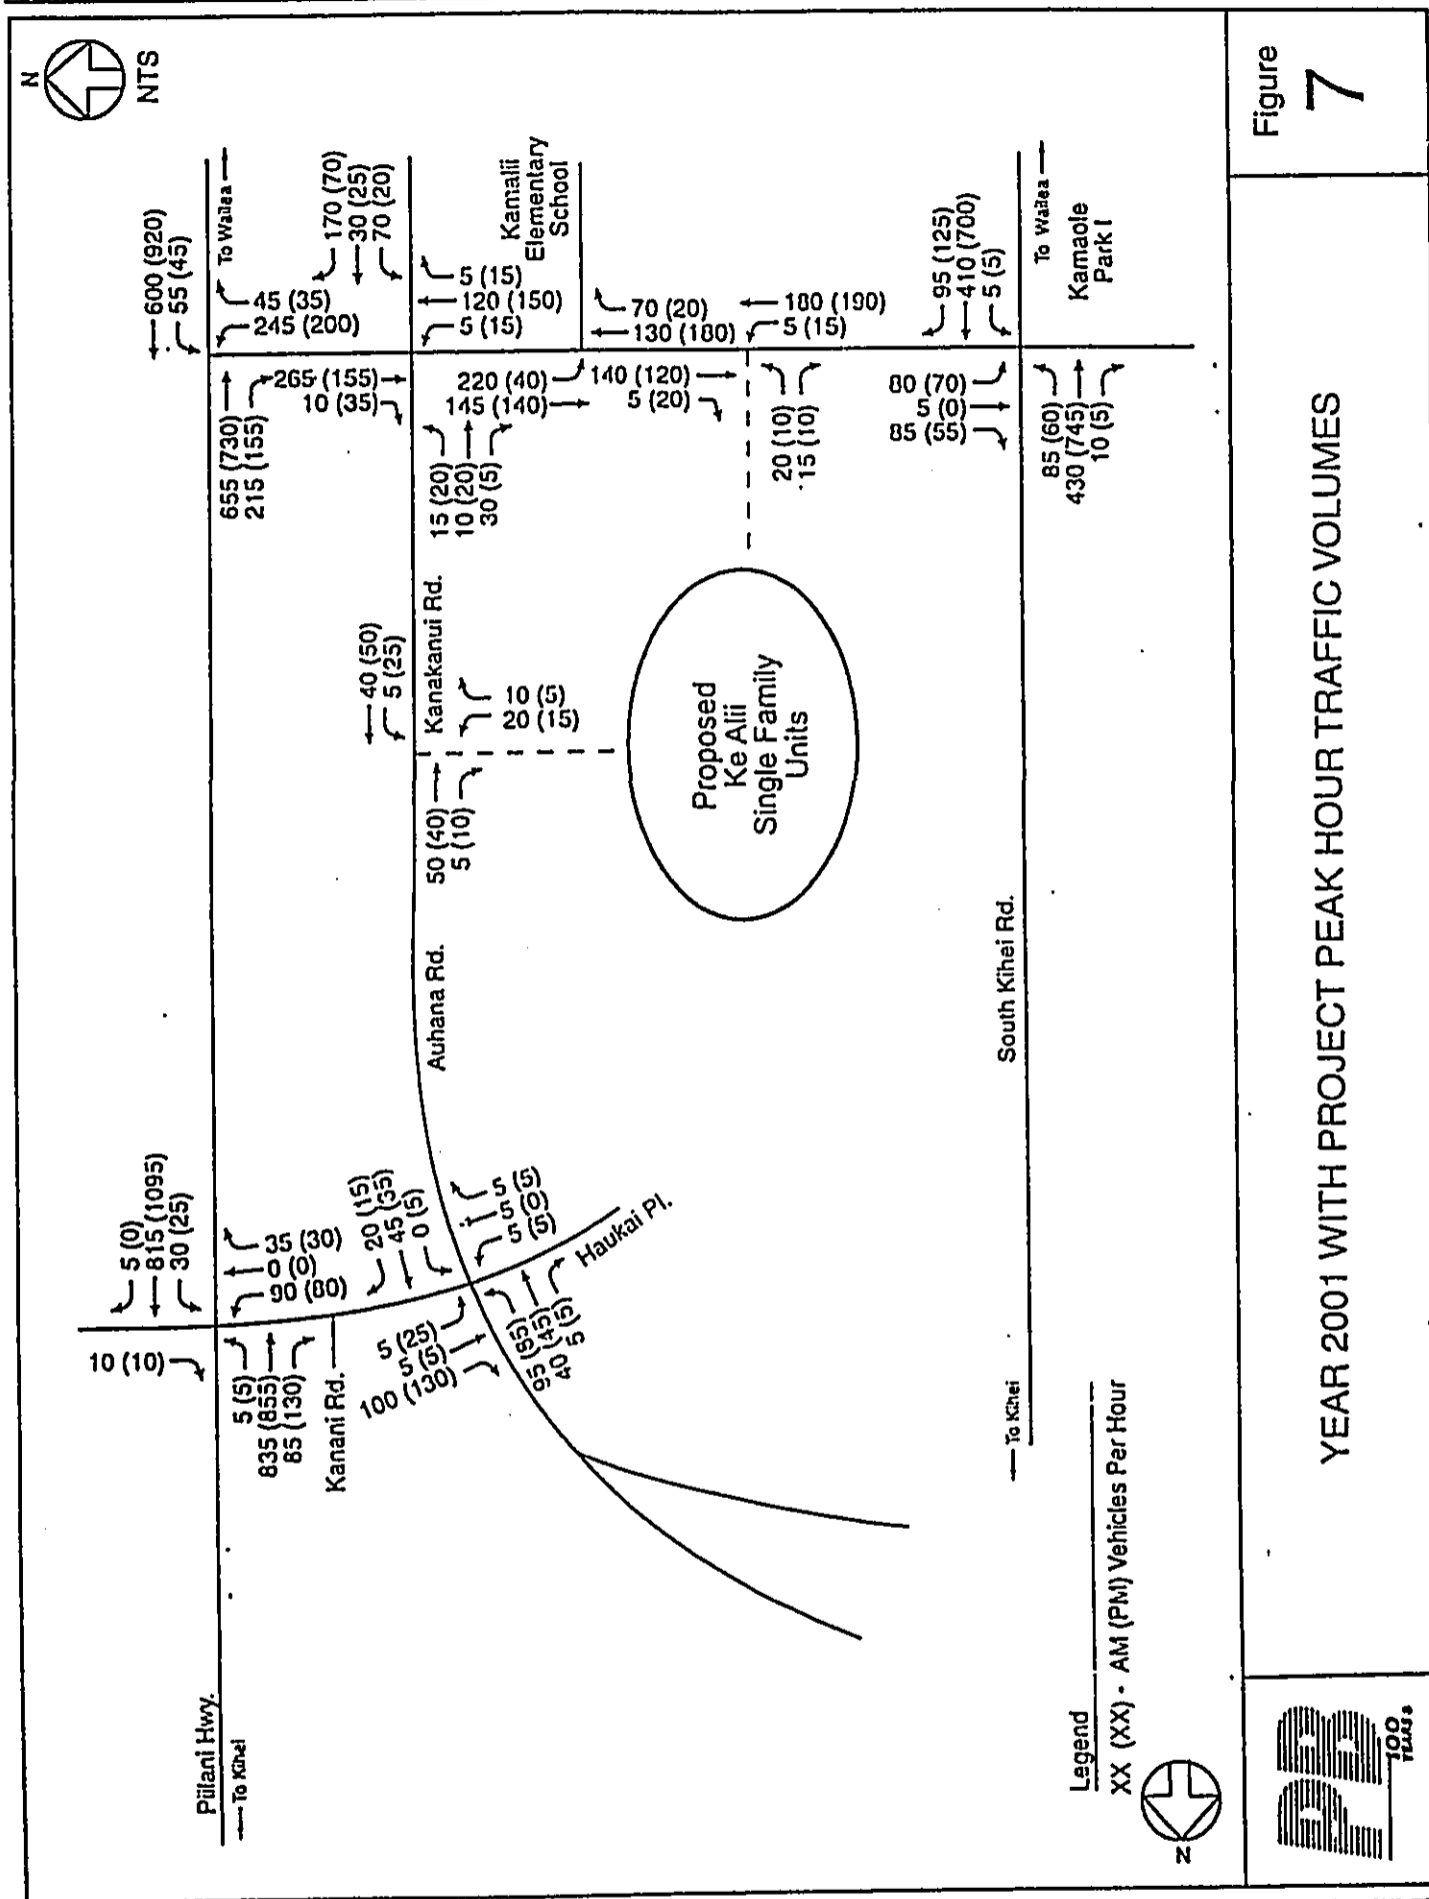 N
NTS
Piilani Hwy.
To Kihei
10 (10)
5 (0)
815 (1095)
30 (25)
5 (5)
835 (855)
85 (130)
35 (30)
0 (0)
90 (80)
Kanani Rd.
20 (15)
45 (35)
0 (5)
5 (25)
5 (5)
100 (130)
5 (5)
5 (0)
5 (5)
40 (45)
5 (5)
Haukai Pl.
Auhana Rd.
Kanakanui Rd.
40 (50)
5 (25)
50 (40)
5 (10)
10 (5)
20 (15)
600 (920)
55 (45)
To Wailea
45 (35)
245 (200)
655 (730)
215 (155)
265 (155)
10 (35)
170 (70)
30 (25)
70 (20)
5 (15)
120 (150)
5 (15)
15 (20)
10 (20)
30 (5)
Kamalii
Elementary
School
220 (40)
145 (140)
70 (20)
130 (180)
140 (120)
5 (20)
180 (190)
5 (15)
20 (10)
15 (10)
Proposed
Ke Alii
Single Family
Units
95 (125)
410 (700)
5 (5)
80 (70)
5 (0)
85 (55)
85 (60)
430 (745)
10 (5)
To Wailea
Kamaole
Park I
South Kihei Rd.
To Kihei
Legend
XX (XX) - AM (PM) Vehicles Per Hour
N
PB
100
YEARS
YEAR 2001 WITH PROJECT PEAK HOUR TRAFFIC VOLUMES
Figure
7